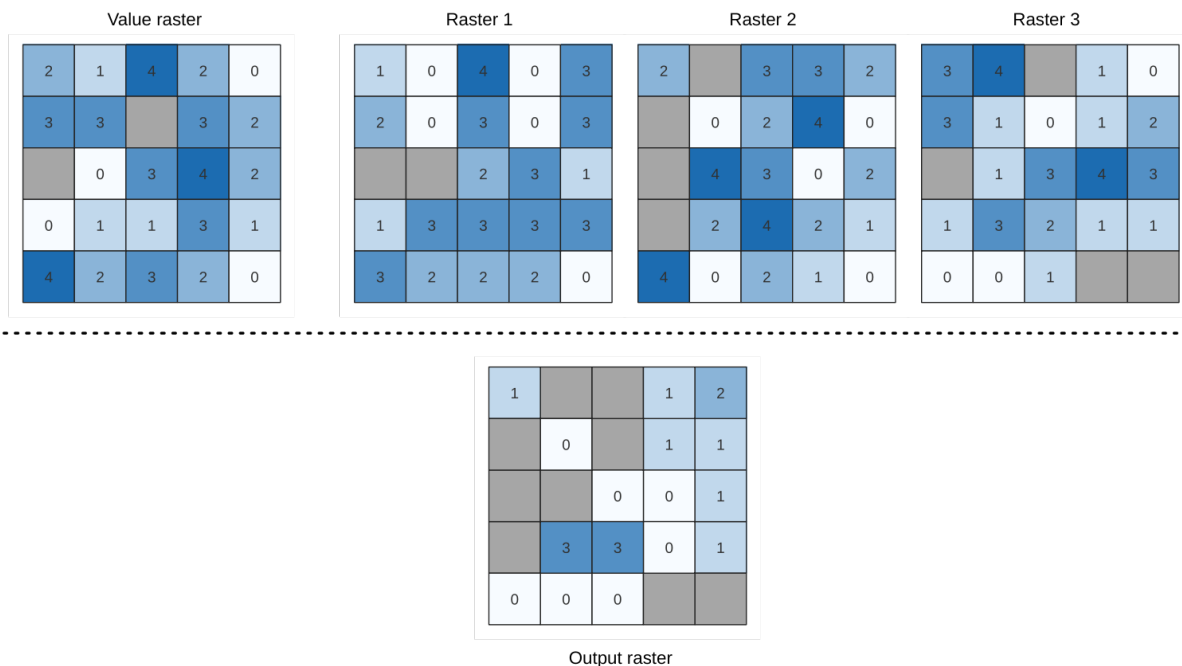 Value raster Raster 1 Raster 2 Raster 3
2 1 4 2 0 1 0 4 0 3 2 3 3 2 3 4 1 0
3 3 3 2 2 0 3 0 3 0 2 4 0 3 1 0 1 2
0 3 4 2 2 3 1 4 3 0 2 1 3 4 3
0 1 1 3 1 1 3 3 3 3 2 4 2 1 1 3 2 1 1
4 2 3 2 0 3 2 2 2 0 4 0 2 1 0 0 0 1
1 1 2
0 1 1
0 0 1
3 3 0 1
0 0 0
Output raster